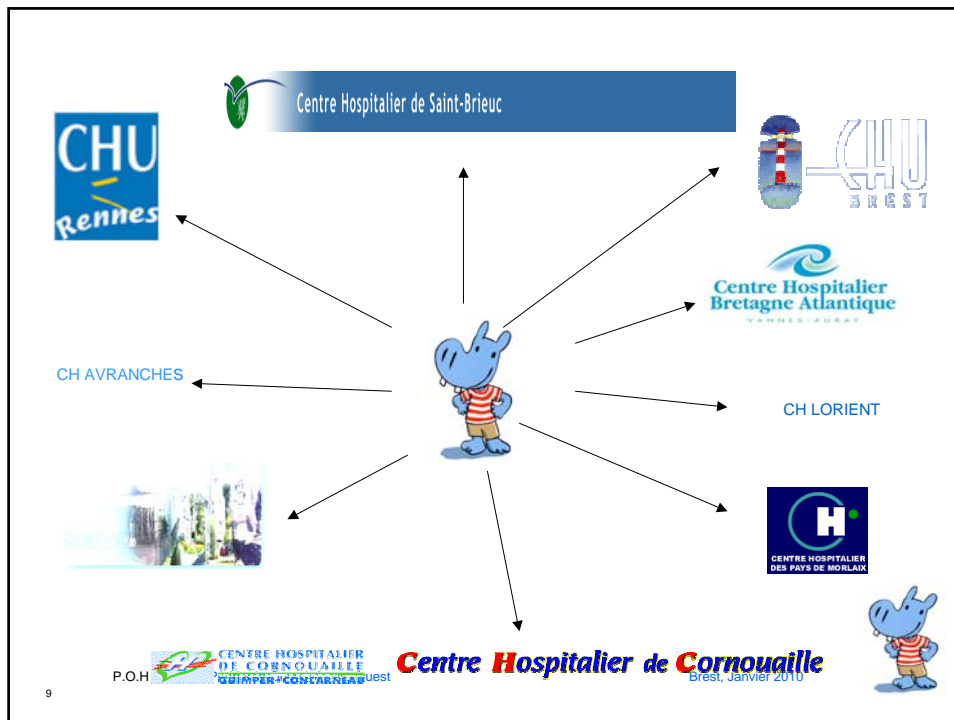 Centre Hospitalier de Saint-Brieuc
CHU
Rennes
CHU
BREST
Centre Hospitalier
Bretagne Atlantique
VANNES-AURAY
CH AVRANCHES
CH LORIENT
CH
CENTRE HOSPITALIER
DES PAYS DE MORLAIX
CENTRE HOSPITALIER
DE CORNOUAILLE
QUIMPER-CONCARNEAU
Centre Hospitalier de Cornouaille
P.O.H
uest
Brest, Janvier 2010
9